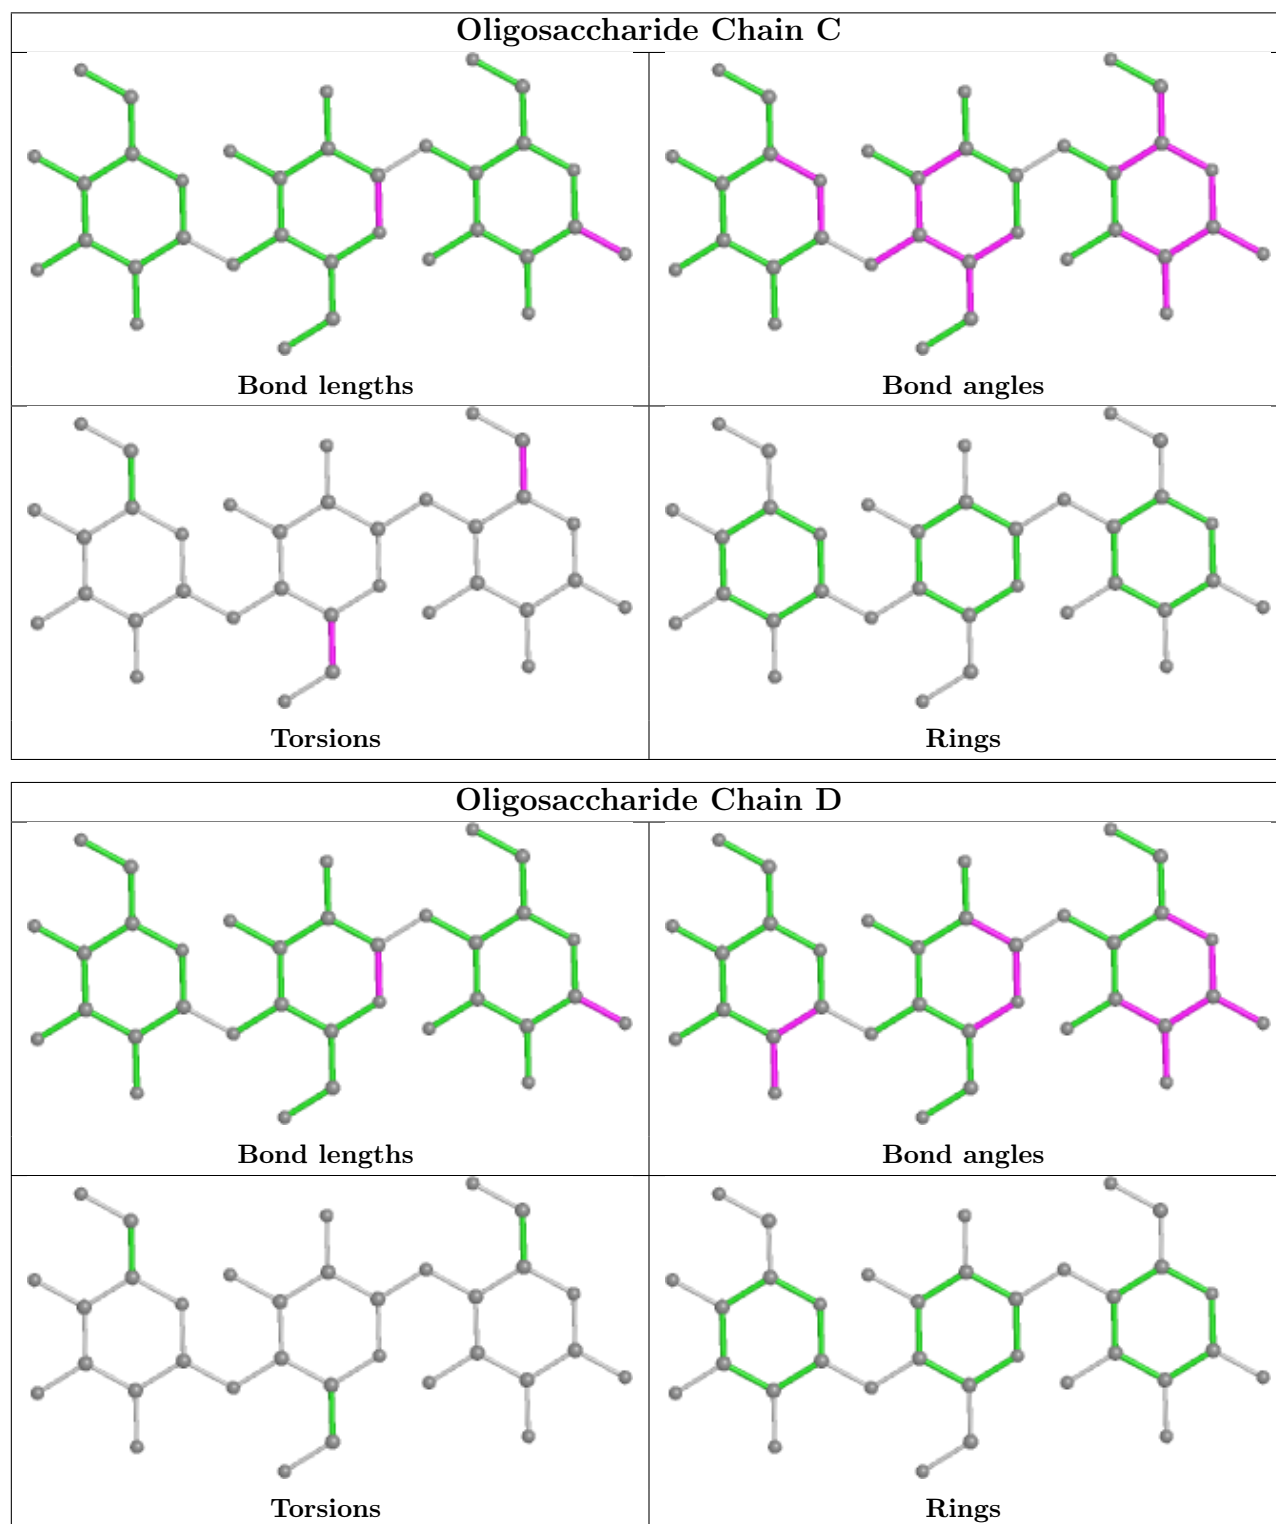 Oligosaccharide Chain C
Bond lengths
Bond angles
Torsions
Rings
Oligosaccharide Chain D
Bond lengths
Bond angles
Torsions
Rings